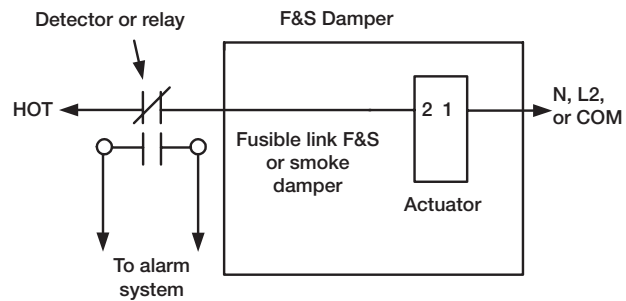 Detector or relay
F&S Damper
HOT
2 1
N, L2,
or COM
Fusible link F&S
or smoke
damper
Actuator
To alarm
system